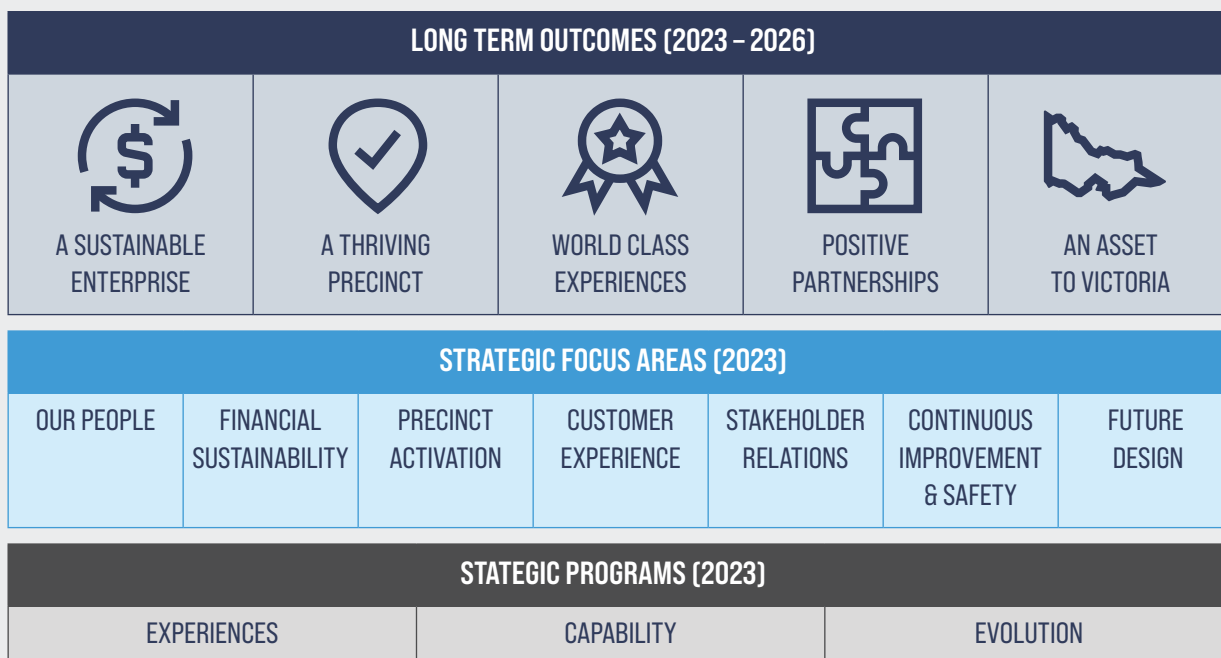 LONG TERM OUTCOMES (2023 – 2026)
A SUSTAINABLE
ENTERPRISE
A THRIVING
PRECINCT
WORLD CLASS
EXPERIENCES
POSITIVE
PARTNERSHIPS
AN ASSET
TO VICTORIA
STRATEGIC FOCUS AREAS (2023)
OUR PEOPLE
FINANCIAL
SUSTAINABILITY
PRECINCT
ACTIVATION
CUSTOMER
EXPERIENCE
STAKEHOLDER
RELATIONS
CONTINUOUS
IMPROVEMENT
& SAFETY
FUTURE
DESIGN
STATEGIC PROGRAMS (2023)
EXPERIENCES
CAPABILITY
EVOLUTION